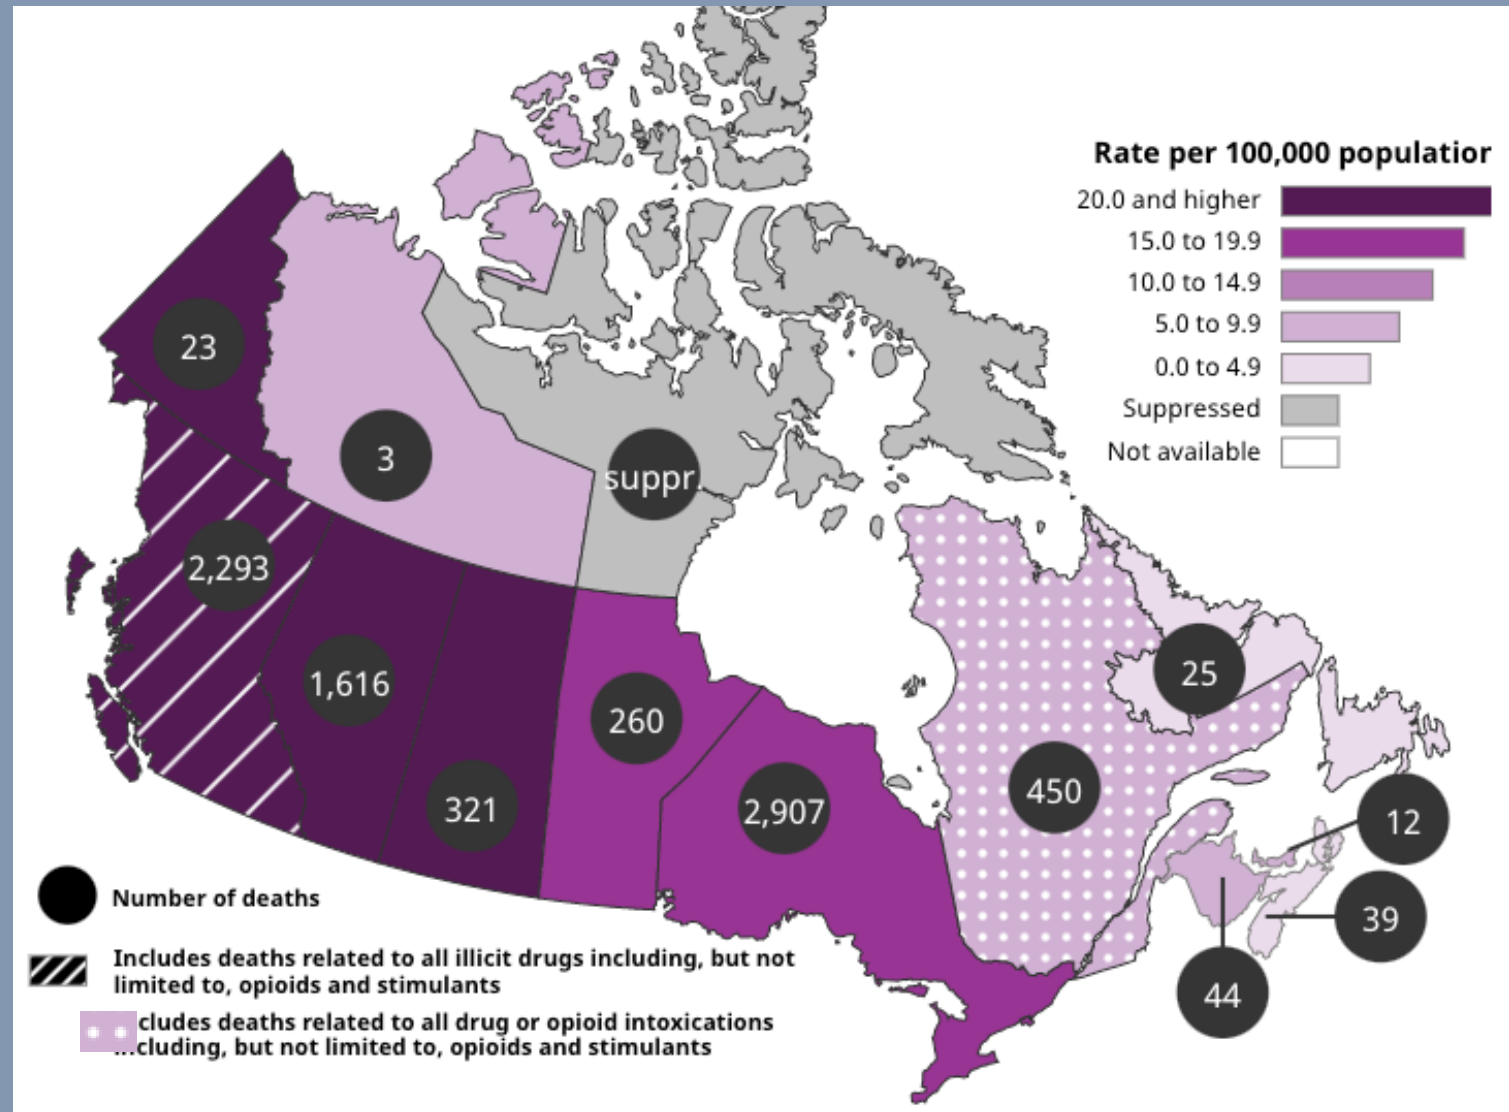 Rate per 100,000 population
20.0 and higher
15.0 to 19.9
10.0 to 14.9
5.0 to 9.9
0.0 to 4.9
Suppressed
Not available
23
3
suppr.
2,293
1,616
321
260
2,907
450
25
12
39
44
Number of deaths
Includes deaths related to all illicit drugs including, but not
limited to, opioids and stimulants
cludes deaths related to all drug or opioid intoxications
including, but not limited to, opioids and stimulants